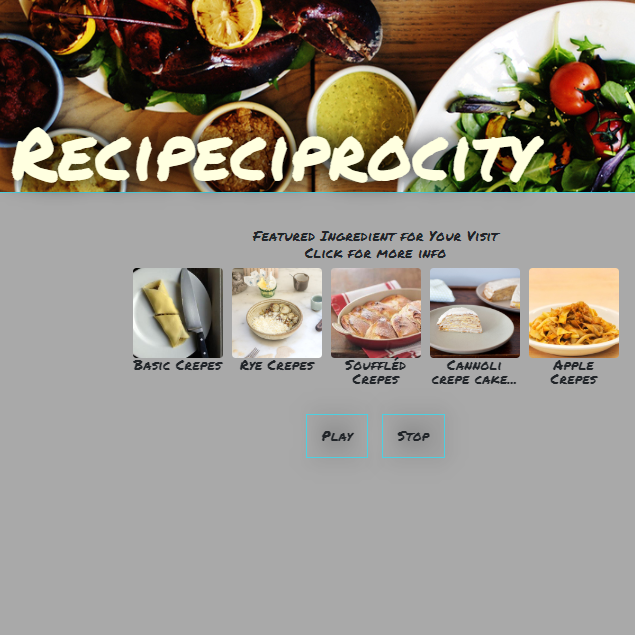 Recipeciprocity
Featured Ingredient for Your Visit
Click for more info
Basic Crepes
Rye Crepes
Souffléd
Crepes
Cannoli
crepe cake...
Apple
Crepes
Play
Stop